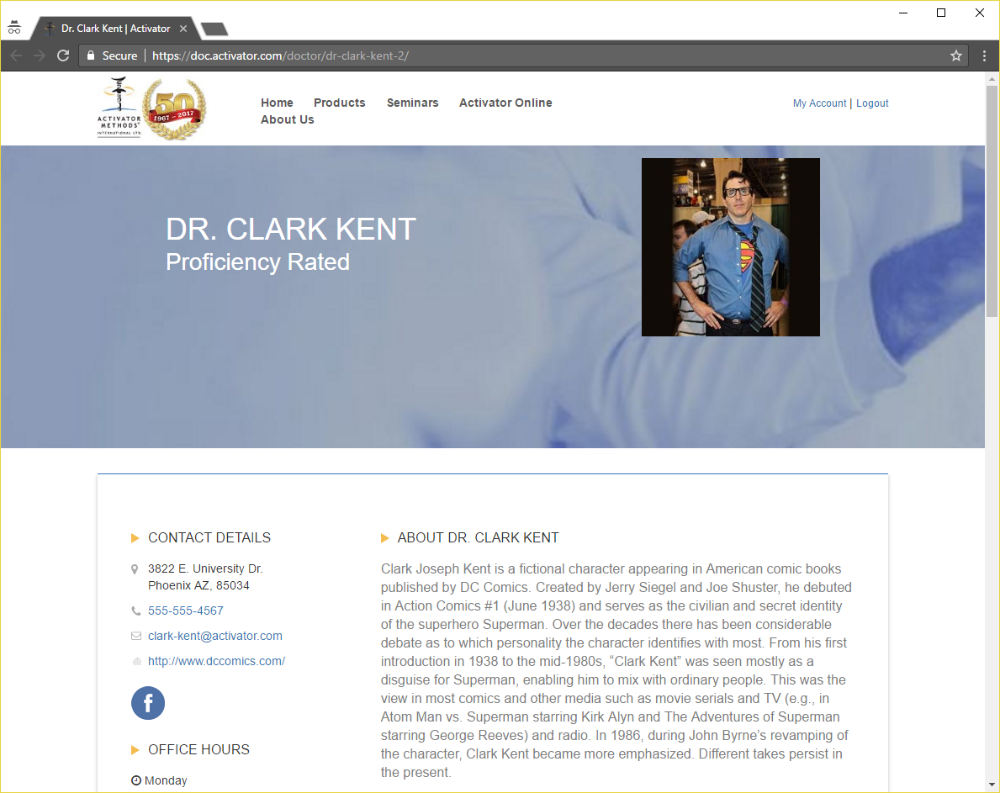 Dr. Clark Kent | Activator
Secure
https://doc.activator.com/doctor/dr-clark-kent-2/
ACTIVATOR
METHODS®
INTERNATIONAL LTD.
50
1967 – 2017
Home Products Seminars Activator Online
About Us
My Account | Logout
DR. CLARK KENT
Proficiency Rated
CONTACT DETAILS
3822 E. University Dr.
Phoenix AZ, 85034
555-555-4567
clark-kent@activator.com
http://www.dccomics.com/
f
OFFICE HOURS
Monday
ABOUT DR. CLARK KENT
Clark Joseph Kent is a fictional character appearing in American comic books
published by DC Comics. Created by Jerry Siegel and Joe Shuster, he debuted
in Action Comics #1 (June 1938) and serves as the civilian and secret identity
of the superhero Superman. Over the decades there has been considerable
debate as to which personality the character identifies with most. From his first
introduction in 1938 to the mid-1980s, “Clark Kent” was seen mostly as a
disguise for Superman, enabling him to mix with ordinary people. This was the
view in most comics and other media such as movie serials and TV (e.g., in
Atom Man vs. Superman starring Kirk Alyn and The Adventures of Superman
starring George Reeves) and radio. In 1986, during John Byrne’s revamping of
the character, Clark Kent became more emphasized. Different takes persist in
the present.